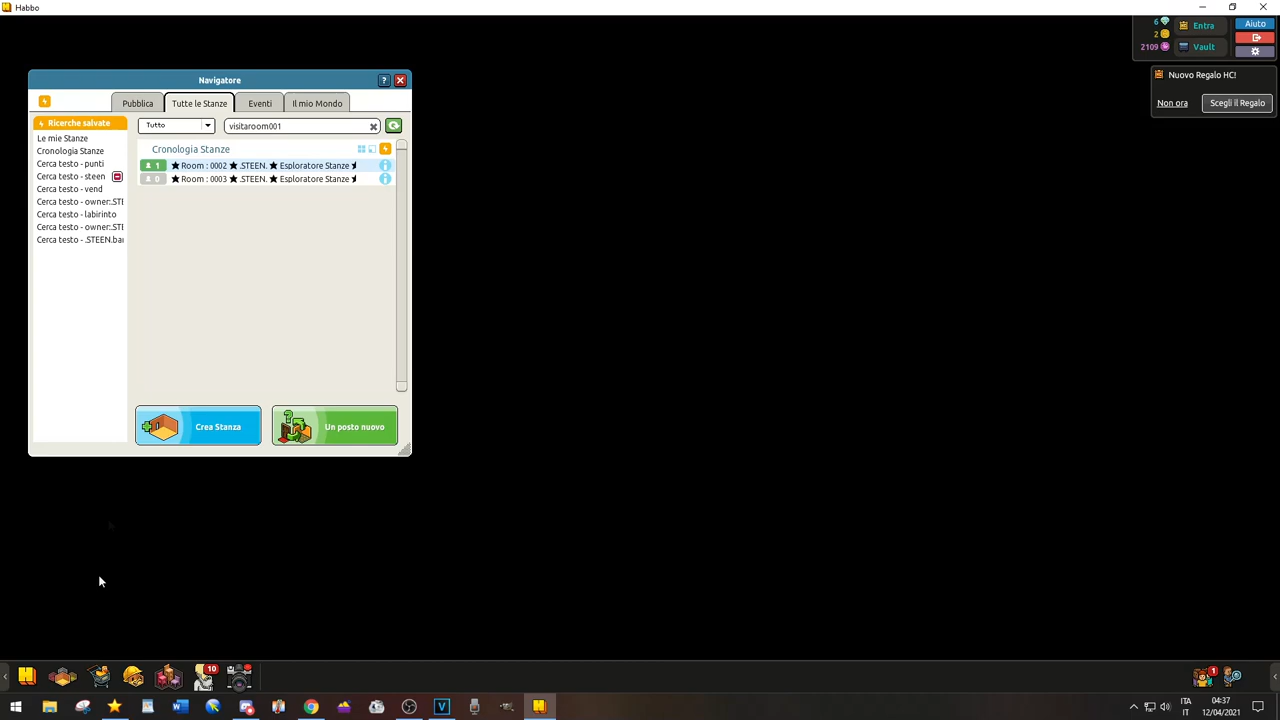 Habbo
6
Entra
Aiuto
2
2109
Vault
Nuovo Regalo HC!
Non ora
Scegli il Regalo
Navigatore
?
Pubblica
Tutte le Stanze
Eventi
Il mio Mondo
Ricerche salvate
Tutto
visitaroom001
Le mie Stanze
Cronologia Stanze
Cerca testo - punti
Cerca testo - steen
Cerca testo - vend
Cerca testo - owner:.STE
Cerca testo - labirinto
Cerca testo - owner:.STE
Cerca testo - .STEEN.bar
Cronologia Stanze
1 ★ Room : 0002 ★ .STEEN. ★ Esploratore Stanze ★
0 ★ Room : 0003 ★ .STEEN. ★ Esploratore Stanze ★
Crea Stanza
Un posto nuovo
10
1
ITA
IT
04:37
12/04/2021